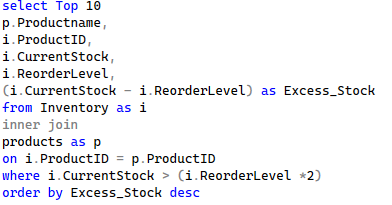 select Top 10
p.Productname,
i.ProductID,
i.CurrentStock,
i.ReorderLevel,
(i.CurrentStock - i.ReorderLevel) as Excess_Stock
from Inventory as i
inner join
products as p
on i.ProductID = p.ProductID
where i.CurrentStock > (i.ReorderLevel *2)
order by Excess_Stock desc